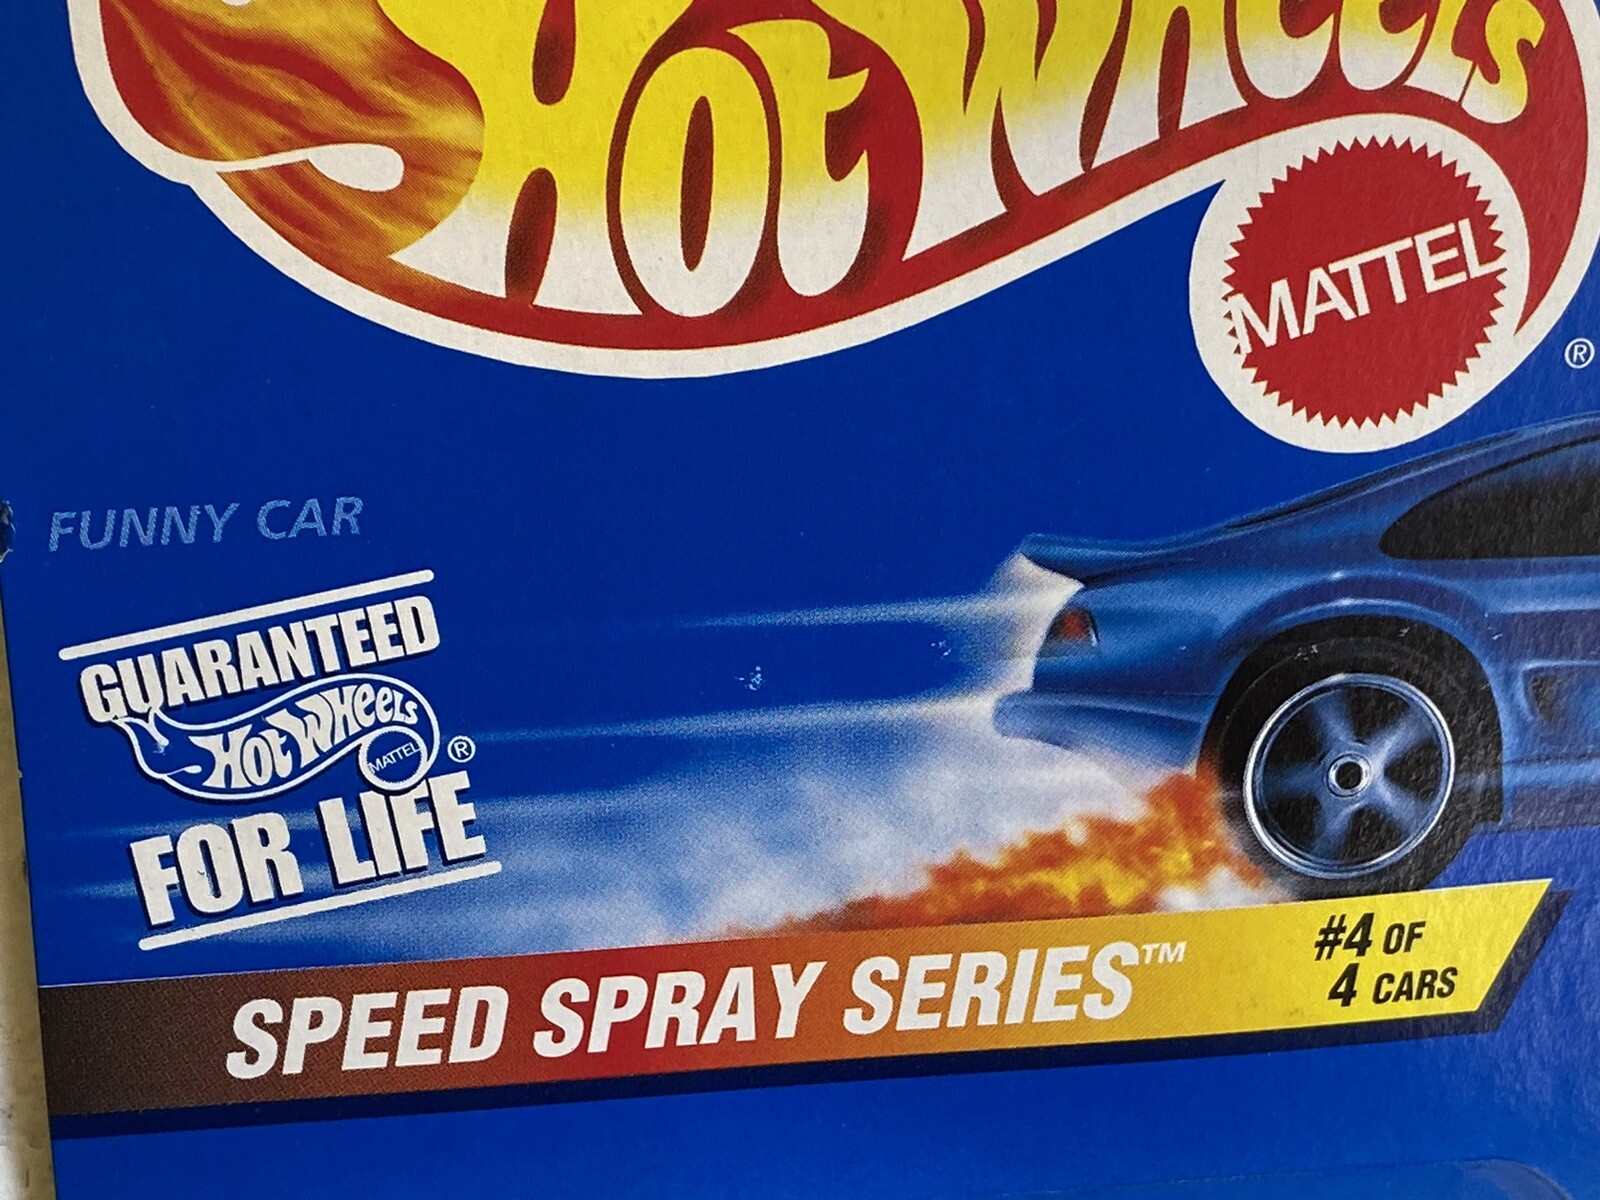 HOT WHEELS
MATTEL
®
FUNNY CAR
GUARANTEED
HOT WHEELS
MATTEL ®
FOR LIFE
SPEED SPRAY SERIES™
#4 OF
4 CARS